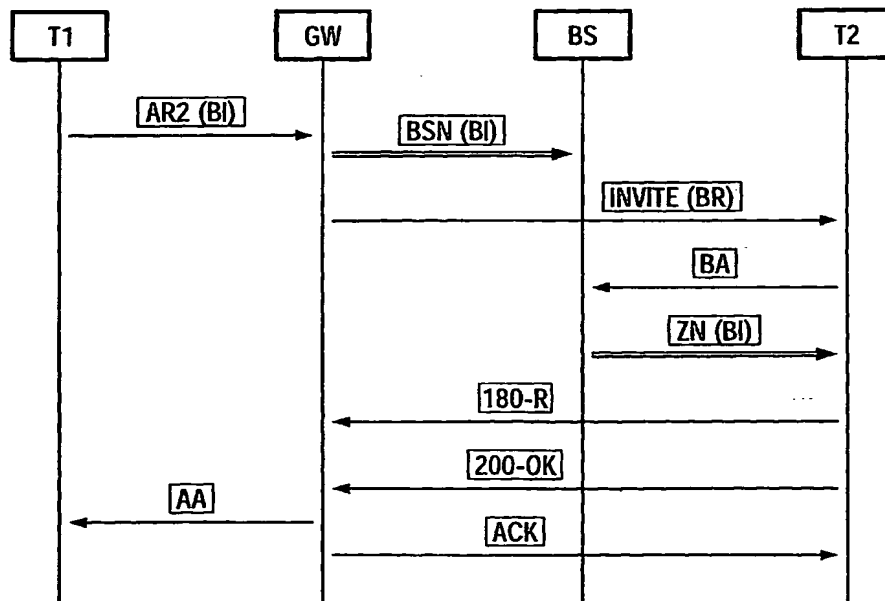 T1 GW BS T2
AR2 (BI)
BSN (BI)
INVITE (BR)
BA
ZN (BI)
180-R
200-OK
AA
ACK